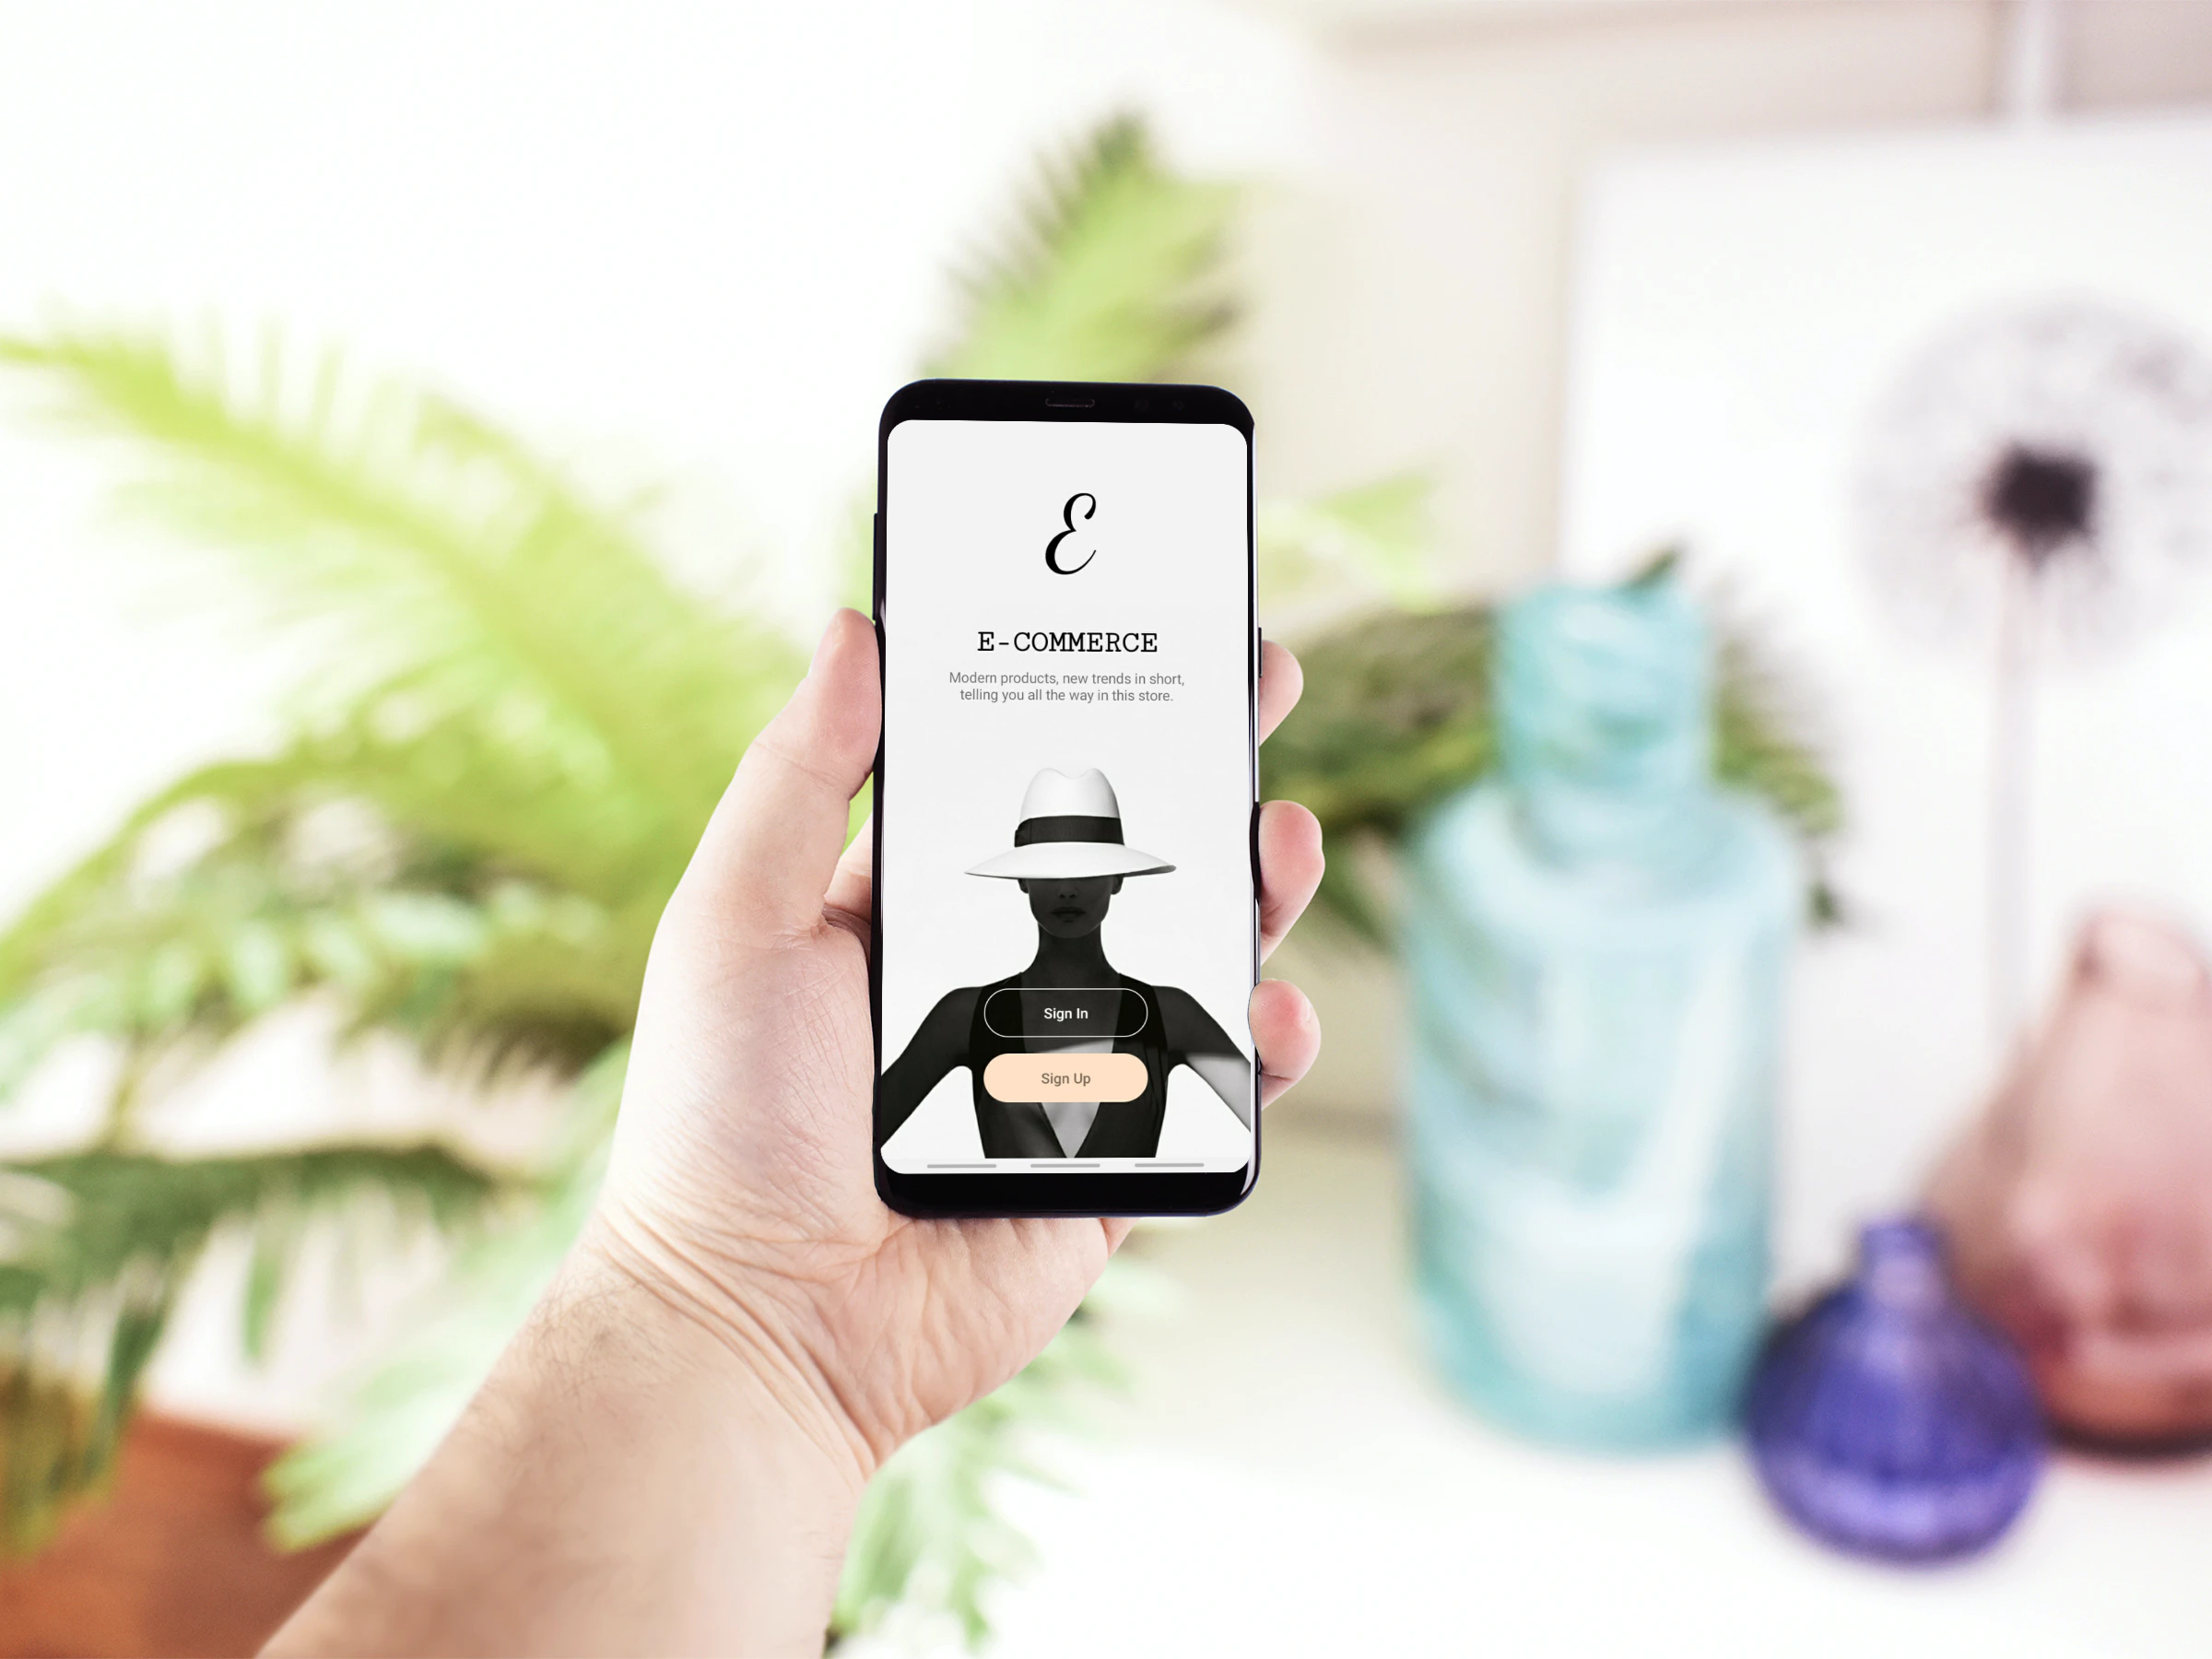 E
E-COMMERCE
Modern products, new trends in short,
telling you all the way in this store.
Sign In
Sign Up